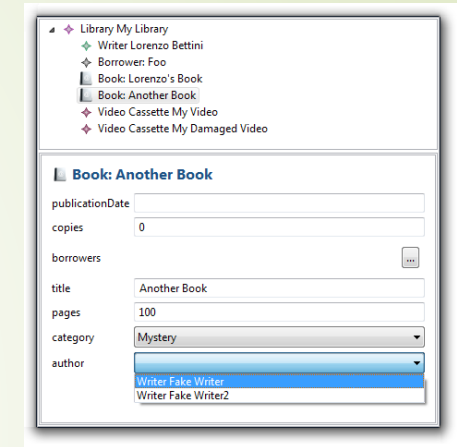 Library My Library
Writer Lorenzo Bettini
Borrower: Foo
Book: Lorenzo's Book
Book: Another Book
Video Cassette My Video
Video Cassette My Damaged Video
Book: Another Book
publicationDate
copies 0
borrowers ...
title Another Book
pages 100
category Mystery
author
Writer Fake Writer
Writer Fake Writer2